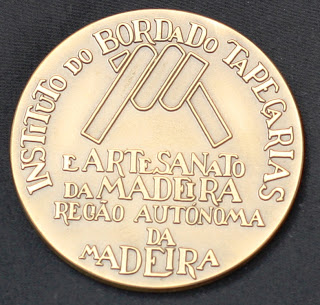 INSTITUTO DO BORDADO TAPEÇARIAS
E ARTESANATO
DA MADEIRA
REGIÃO AUTÓNOMA
DA
MADEIRA